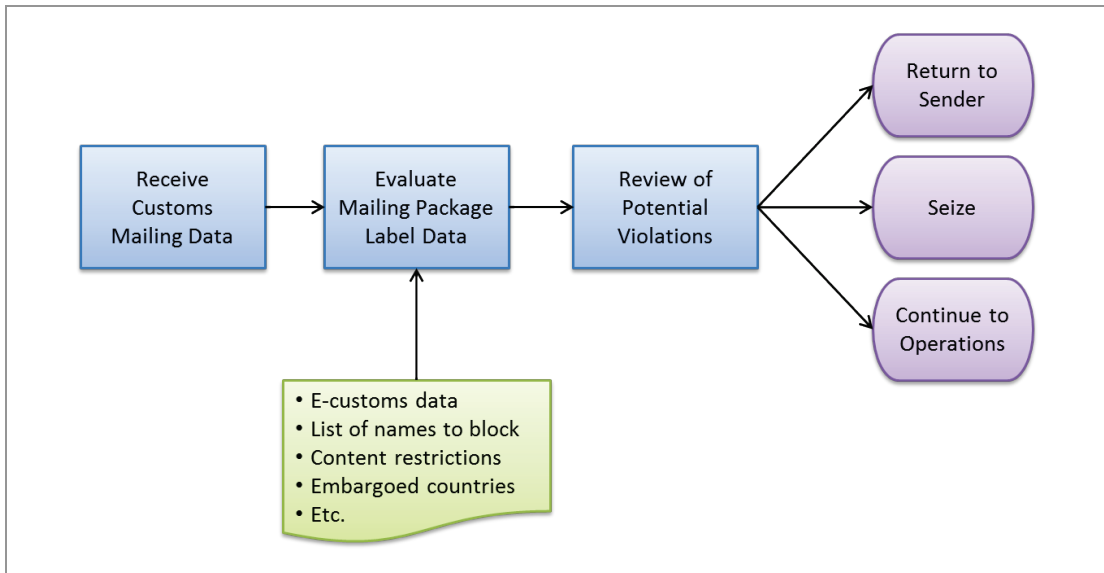 Receive
Customs
Mailing Data
Evaluate
Mailing Package
Label Data
Review of
Potential
Violations
Return to
Sender
Seize
Continue to
Operations
• E-customs data
• List of names to block
• Content restrictions
• Embargoed countries
• Etc.